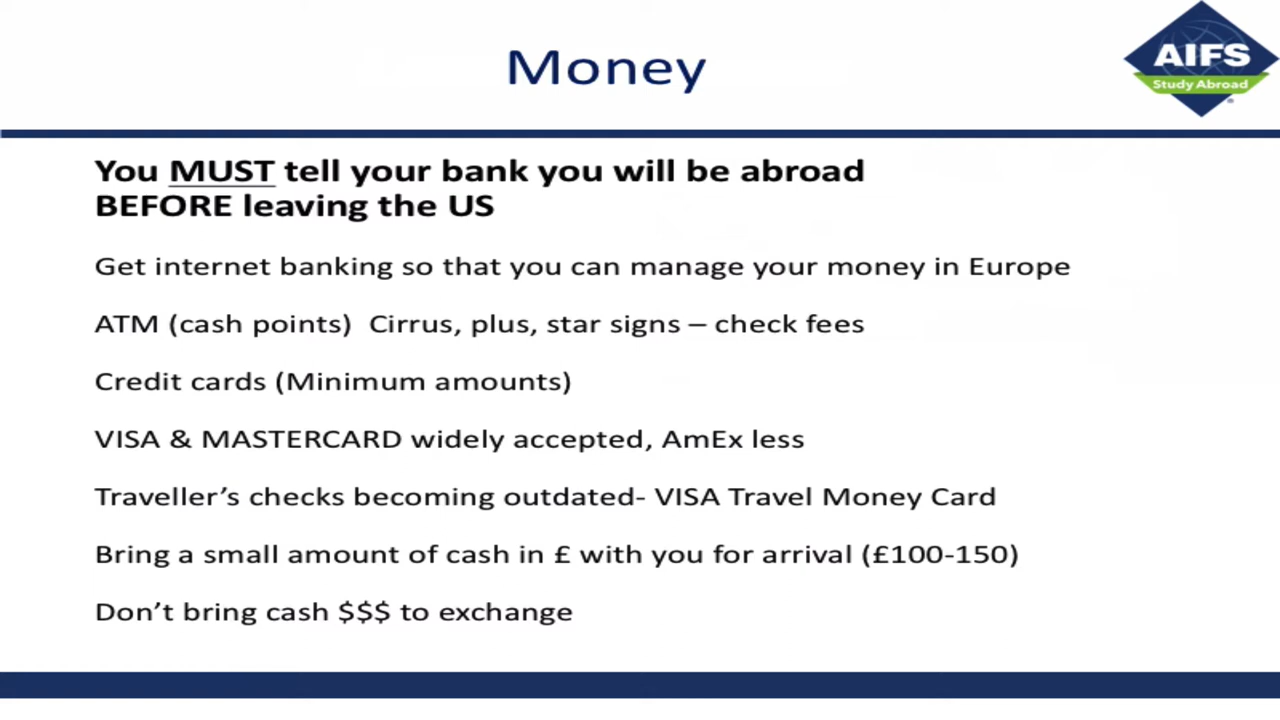 Money
AIFS
Study Abroad
You MUST tell your bank you will be abroad
BEFORE leaving the US
Get internet banking so that you can manage your money in Europe
ATM (cash points)  Cirrus, plus, star signs – check fees
Credit cards (Minimum amounts)
VISA & MASTERCARD widely accepted, AmEx less
Traveller’s checks becoming outdated- VISA Travel Money Card
Bring a small amount of cash in £ with you for arrival (£100-150)
Don’t bring cash $$$ to exchange